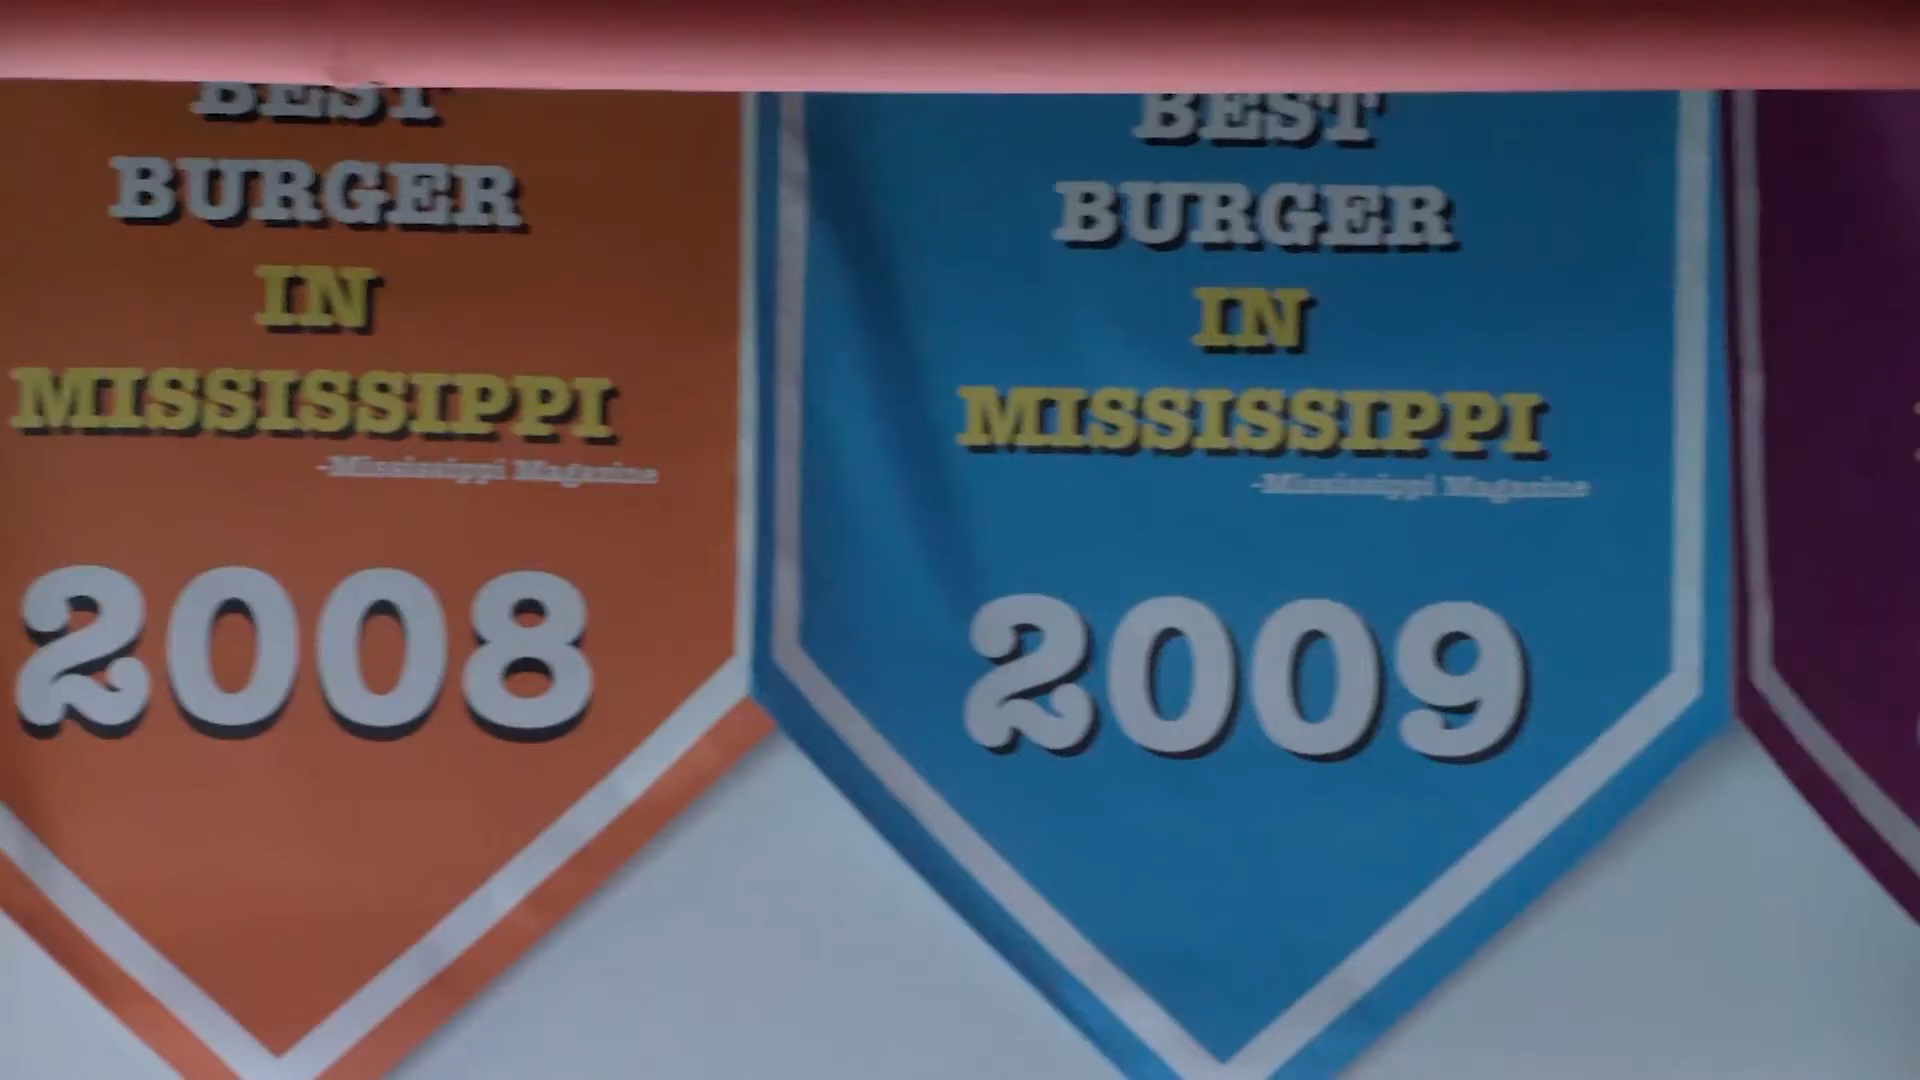 BEST
BURGER
IN
MISSISSIPPI
-Mississippi Magazine
2008
BEST
BURGER
IN
MISSISSIPPI
-Mississippi Magazine
2009